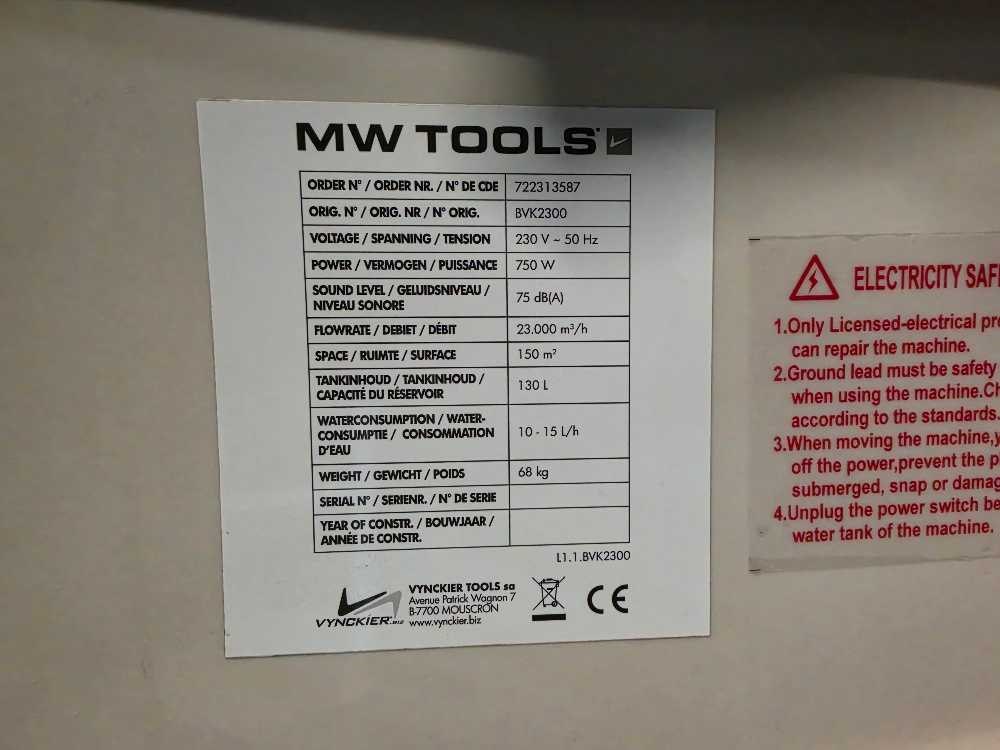 MW TOOLS
ORDER N° / ORDER NR. / N° DE CDE 722313587
ORIG. N° / ORIG. NR / N° ORIG. BVK2300
VOLTAGE / SPANNING / TENSION 230 V ~ 50 Hz
POWER / VERMOGEN / PUISSANCE 750 W
SOUND LEVEL / GELUIDSNIVEAU /
NIVEAU SONORE 75 dB(A)
FLOWRATE / DEBIET / DÉBIT 23.000 m³/h
SPACE / RUIMTE / SURFACE 150 m²
TANKINHOUD / TANKINHOUD /
CAPACITÉ DU RÉSERVOIR 130 L
WATERCONSUMPTION / WATER-
CONSUMPTIE / CONSOMMATION
D'EAU 10 - 15 L/h
WEIGHT / GEWICHT / POIDS 68 kg
SERIAL N° / SERIENR. / N° DE SERIE
YEAR OF CONSTR. / BOUWJAAR /
ANNÉE DE CONSTR.
L1.1.BVK2300
VYNCKIER.BIZ
VYNCKIER TOOLS sa
Avenue Patrick Wagnon 7
B-7700 MOUSCRON
www.vynckier.biz
CE
ELECTRICITY
1.Only Licensed-electrical
can repair the machine.
2.Ground lead must be safety
when using the machine.
according to the standards.
3.When moving the machine,
off the power,prevent the
submerged, snap or
4.Unplug the power switch
water tank of the machine.